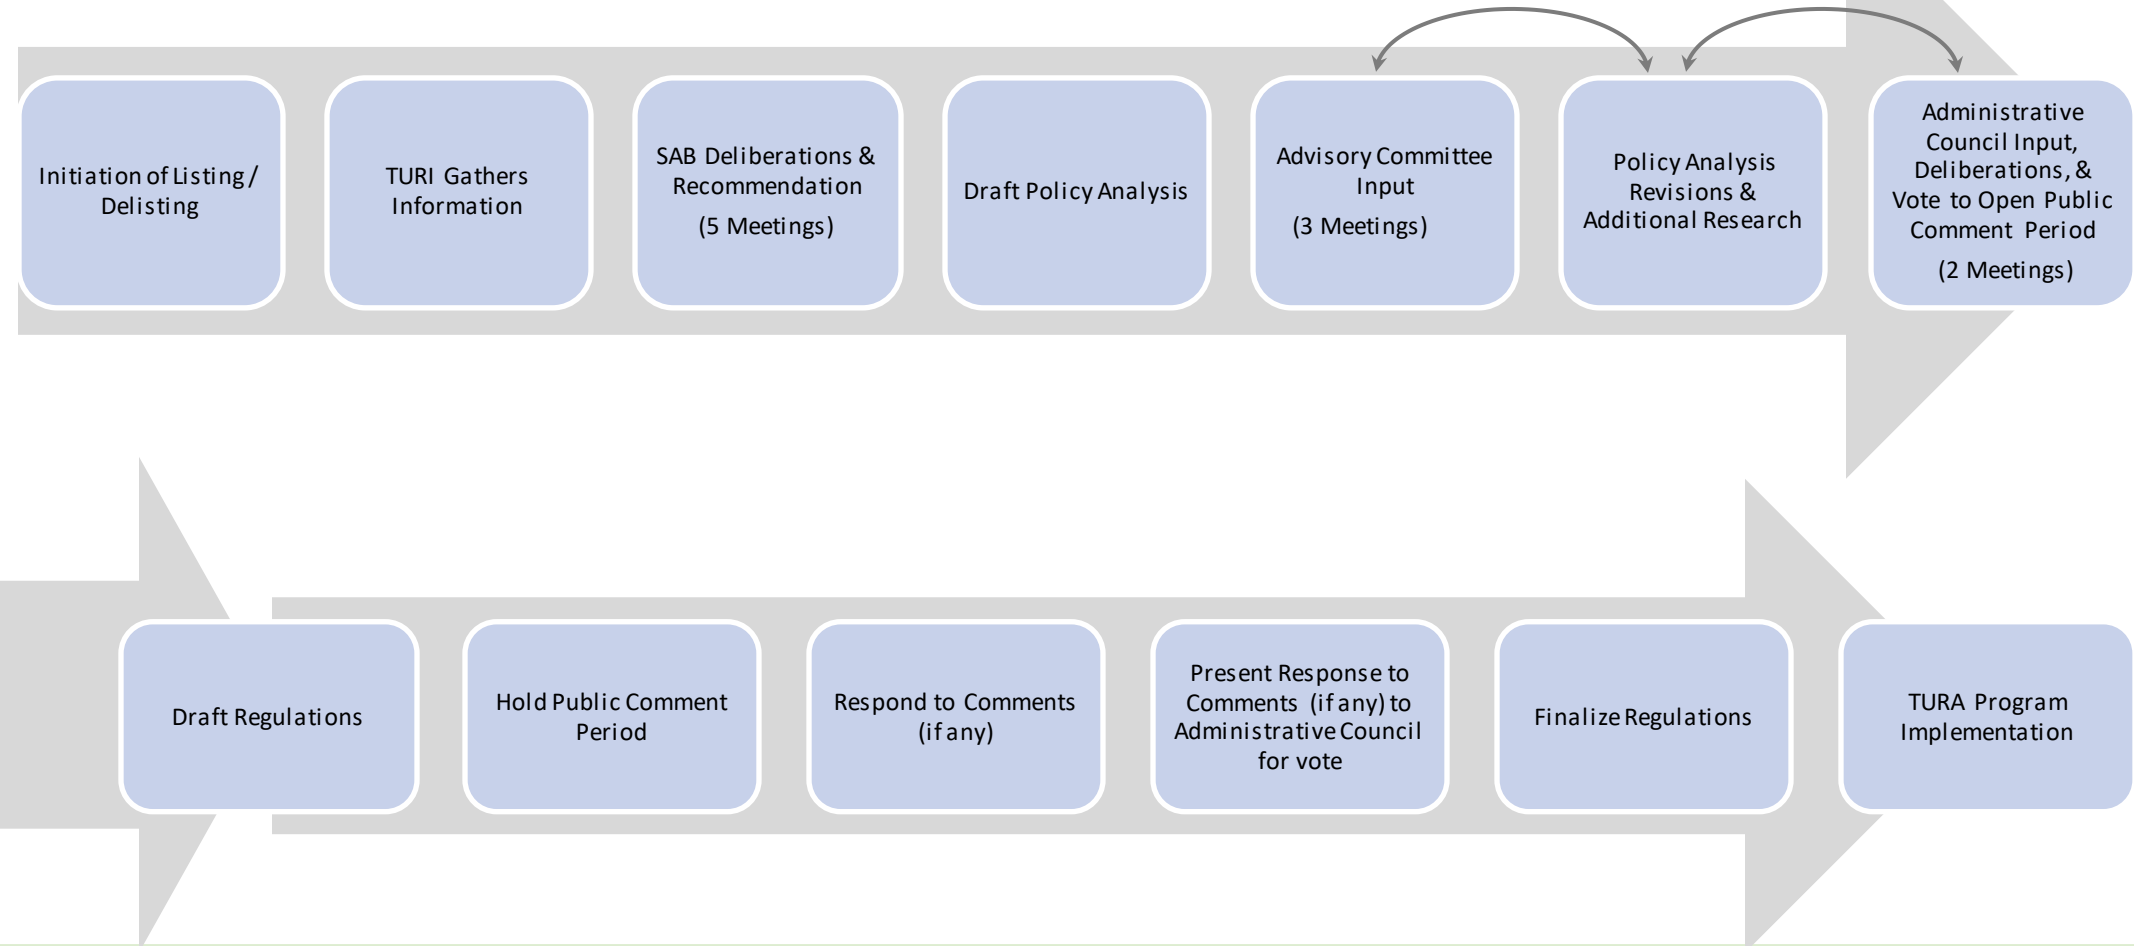 Initiation of Listing /
Delisting
TURI Gathers
Information
SAB Deliberations &
Recommendation
(5 Meetings)
Draft Policy Analysis
Advisory Committee
Input
(3 Meetings)
Policy Analysis
Revisions &
Additional Research
Administrative
Council Input,
Deliberations, &
Vote to Open Public
Comment Period
(2 Meetings)
Draft Regulations
Hold Public Comment
Period
Respond to Comments
(if any)
Present Response to
Comments (if any) to
Administrative Council
for vote
Finalize Regulations
TURA Program
Implementation